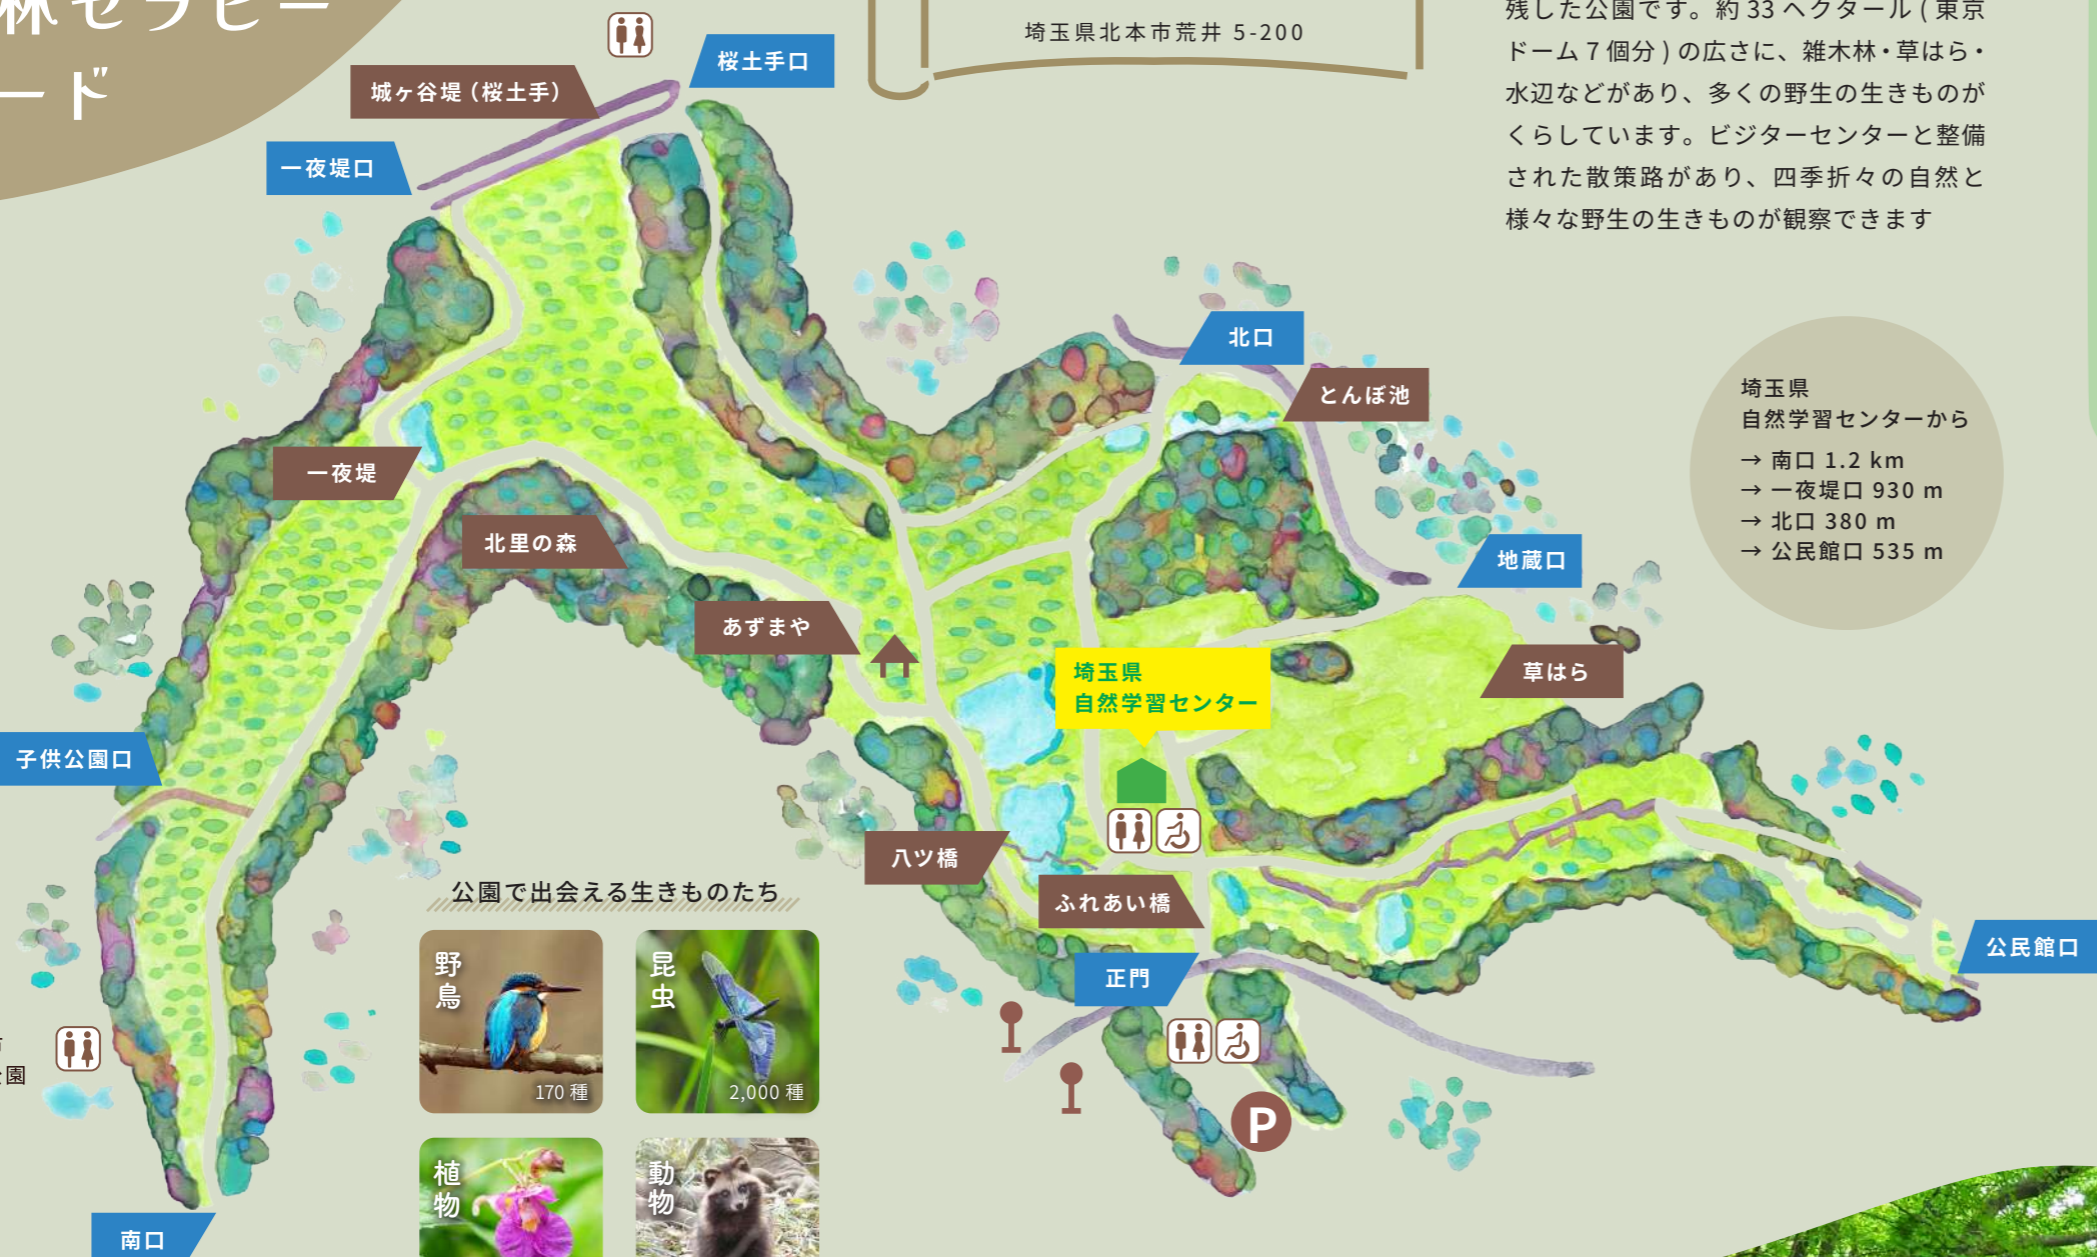 林セラピー
ード
埼玉県北本市荒井 5-200
残した公園です。約 33 ヘクタール ( 東京
ドーム 7 個分 ) の広さに、雑木林・草はら・
水辺などがあり、多くの野生の生きものが
くらしています。ビジターセンターと整備
された散策路があり、四季折々の自然と
様々な野生の生きものが観察できます
桜土手口
城ヶ谷堤（桜土手）
一夜堤口
北口
とんぼ池
埼玉県
自然学習センターから
→ 南口 1.2 km
→ 一夜堤口 930 m
→ 北口 380 m
→ 公民館口 535 m
一夜堤
北里の森
地蔵口
あずまや
埼玉県
自然学習センター
草はら
子供公園口
八ツ橋
ふれあい橋
公民館口
正門
P
園
公園で出会える生きものたち
野鳥
170 種
昆虫
2,000 種
植物
動物
南口